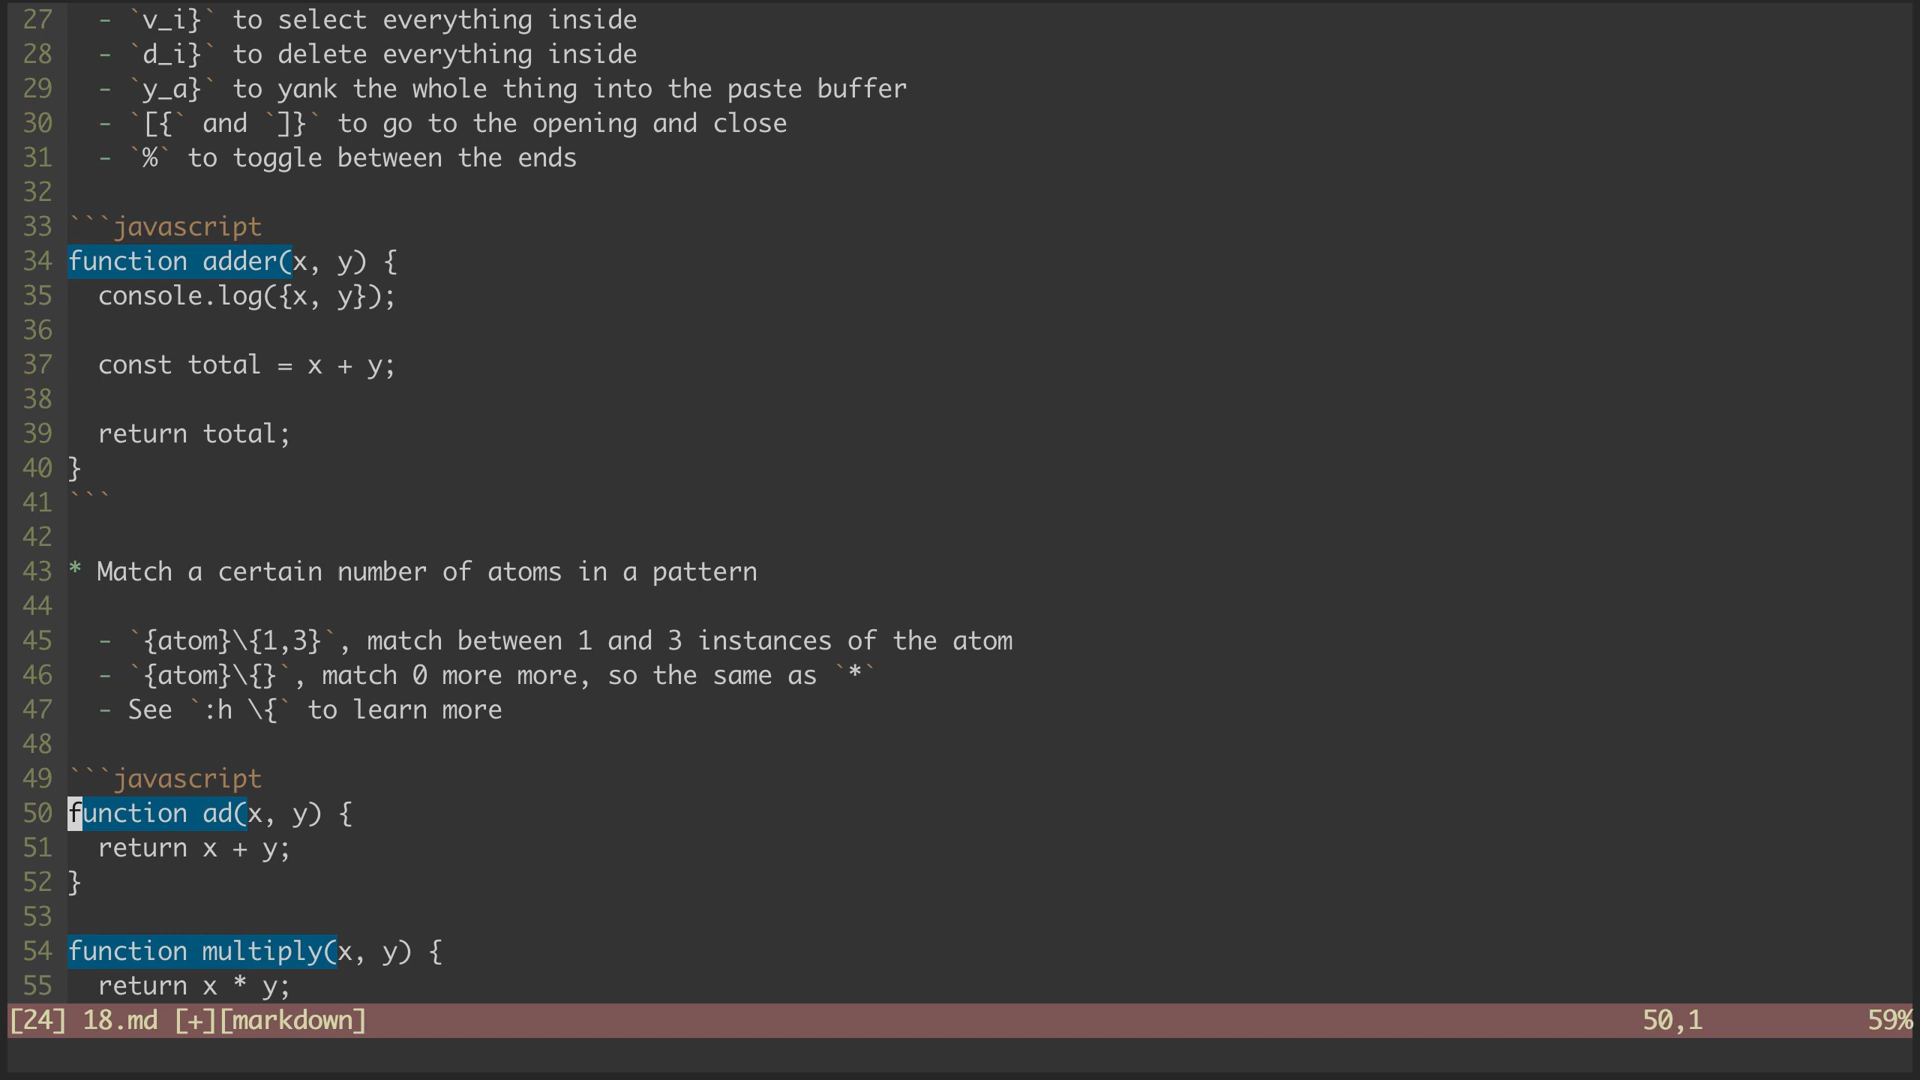 27   - `v_i}` to select everything inside
28   - `d_i}` to delete everything inside
29   - `y_a}` to yank the whole thing into the paste buffer
30   - `[{` and `]}` to go to the opening and close
31   - `%` to toggle between the ends
32
33 ```javascript
34 function adder(x, y) {
35   console.log({x, y});
36
37   const total = x + y;
38
39   return total;
40 }
41 ```
42
43 * Match a certain number of atoms in a pattern
44
45   - `{atom}\{1,3}`, match between 1 and 3 instances of the atom
46   - `{atom}\{}`, match 0 more more, so the same as `*`
47   - See `:h \{` to learn more
48
49 ```javascript
50 function ad(x, y) {
51   return x + y;
52 }
53
54 function multiply(x, y) {
55   return x * y;
[24] 18.md [+][markdown] 50,1 59%